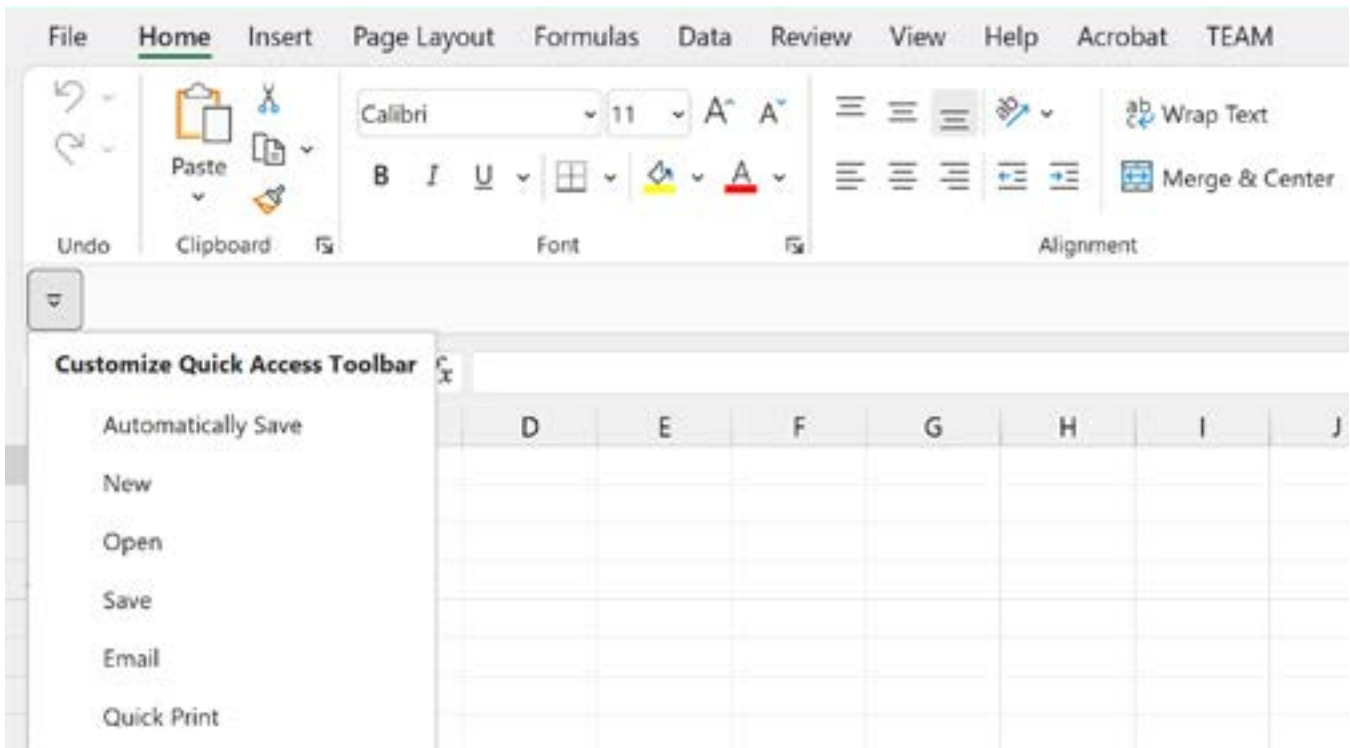 File Home Insert Page Layout Formulas Data Review View Help Acrobat TEAM
Calibri 11 A A ab Wrap Text
Paste B I U A Merge & Center
Undo Clipboard Font Alignment
Customize Quick Access Toolbar
Automatically Save D E F G H I J
New
Open
Save
Email
Quick Print